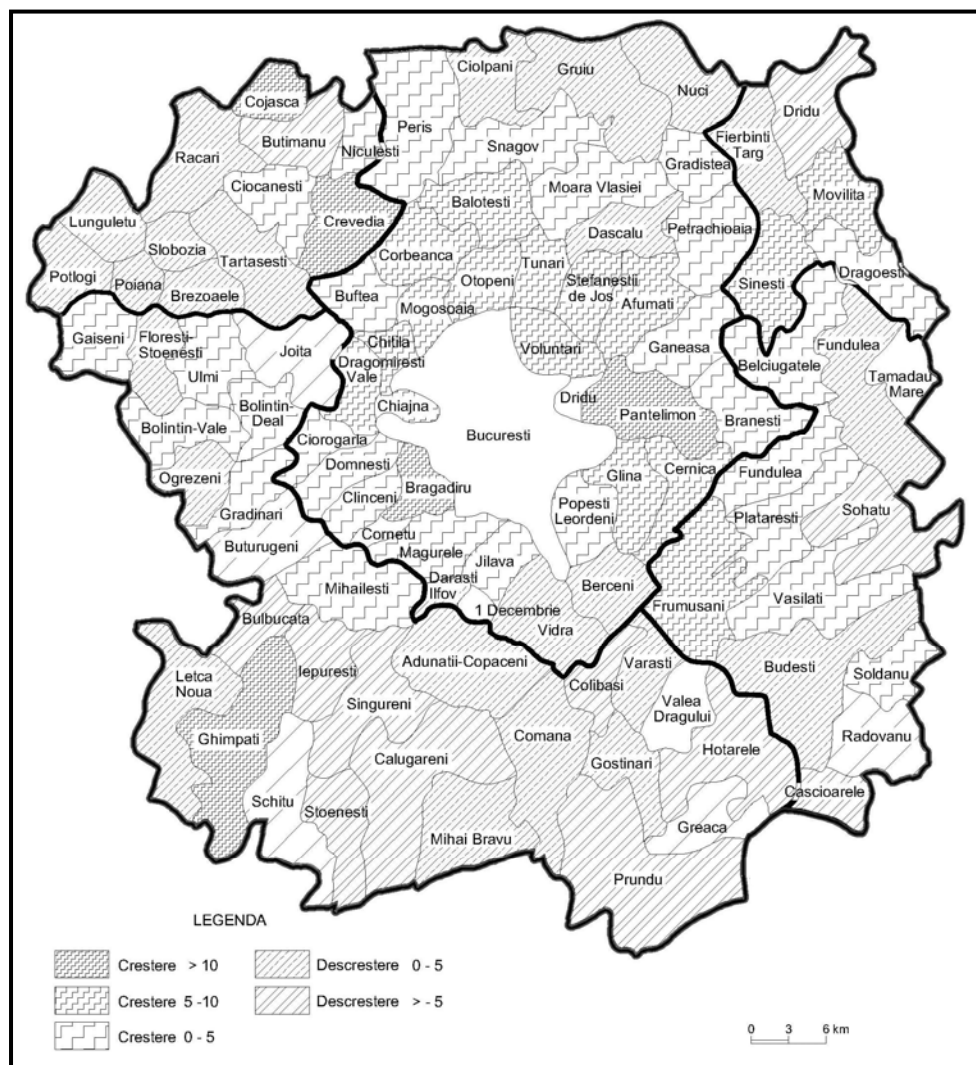 Ciolpani
Gruiu
Cojasca
Nuci
Dridu
Peris
Butimanu
Fierbinti
Targ
Racari
Niculesti
Snagov
Gradistea
Ciocanesti
Moara Vlasiei
Movilita
Balotesti
Crevedia
Lunguletu
Dascalu
Petrachioaia
Slobozia
Corbeanca
Tunari
Tartasesti
Dragoesti
Potlogi
Otopeni
Stefanestii
de Jos
Sinesti
Poiana
Brezoaele
Buftea
Mogosoaia
Afumati
Gaiseni
Floresti-
Stoenesti
Joita
Chitila
Voluntari
Ganeasa
Fundulea
Dragomiresti
Vale
Belciugatele
Ulmi
Tamadau
Mare
Bolintin-
Deal
Chiajna
Dridu
Pantelimon
Bolintin-Vale
Bucuresti
Branesti
Ciorogarla
Domnesti
Cernica
Fundulea
Ogrezeni
Bragadiru
Glina
Clinceni
Popesti
Leordeni
Sohatu
Gradinari
Plataresti
Cornetu
Buturugeni
Magurele
Jilava
Mihailesti
Darasti
Ilfov
Berceni
Vasilati
Frumusani
1 Decembrie
Bulbucata
Vidra
Adunatii-Copaceni
Varasti
Budesti
Letca
Noua
Iepuresti
Colibasi
Soldanu
Singureni
Valea
Dragului
Ghimpati
Comana
Radovanu
Calugareni
Gostinari
Hotarele
Schitu
Stoenesti
Cascioarele
Greaca
Mihai Bravu
Prundu
LEGENDA
Crestere > 10
Descrestere 0 - 5
Crestere 5 -10
Descrestere > - 5
Crestere 0 - 5
0 3 6 km